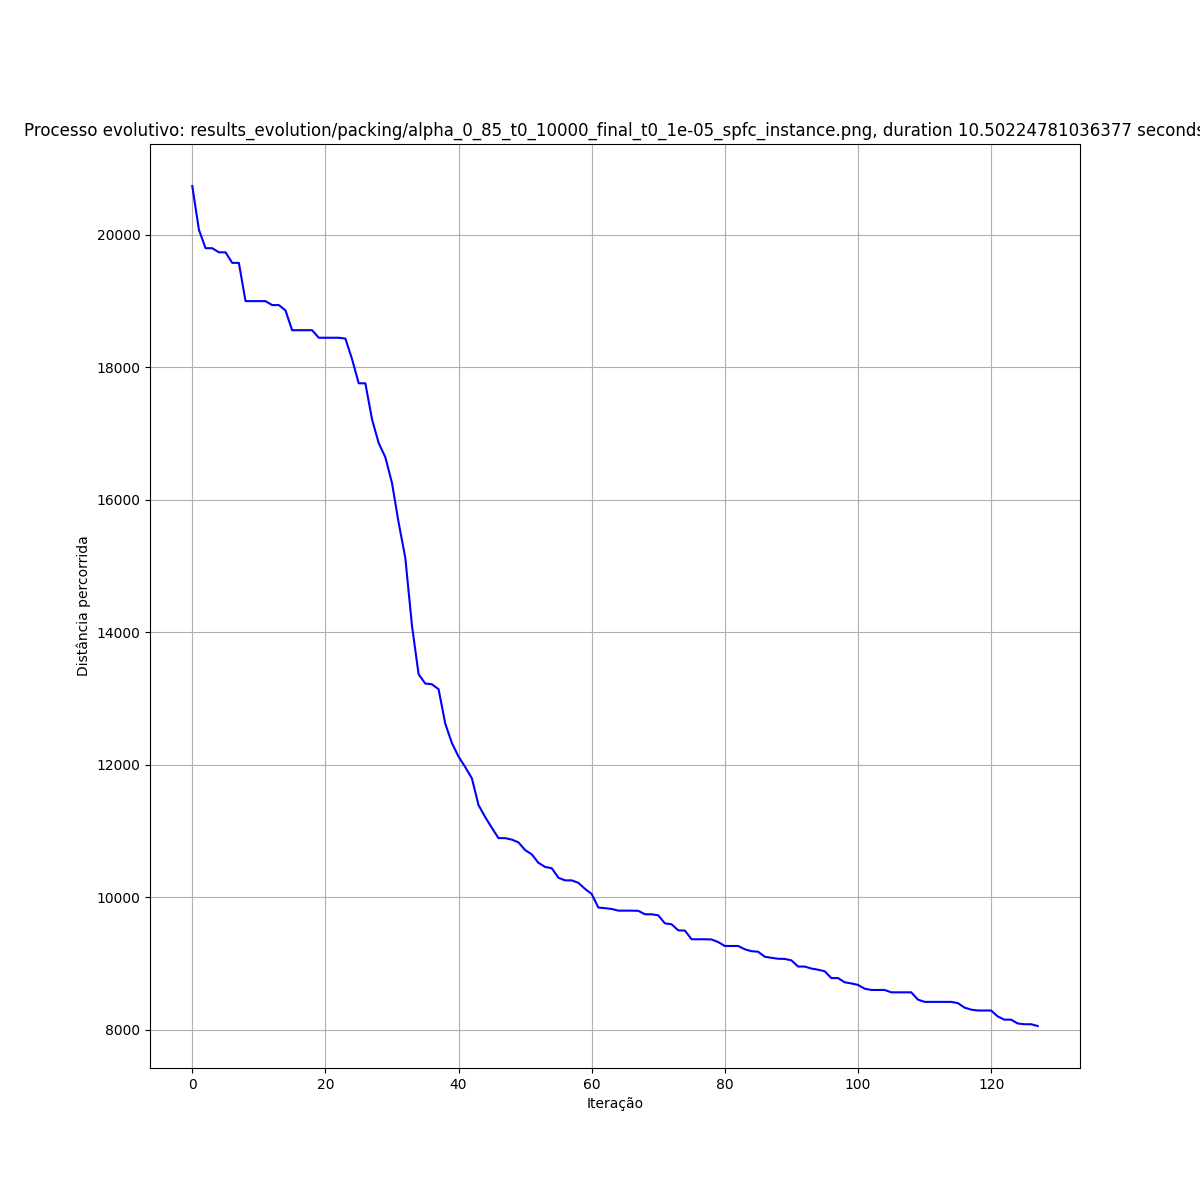 Processo evolutivo: results_evolution/packing/alpha_0_85_t0_10000_final_t0_1e-05_spfc_instance.png, duration 10.50224781036377 seconds
20000
18000
16000
14000
12000
10000
8000
Distância percorrida
0 20 40 60 80 100 120
Iteração